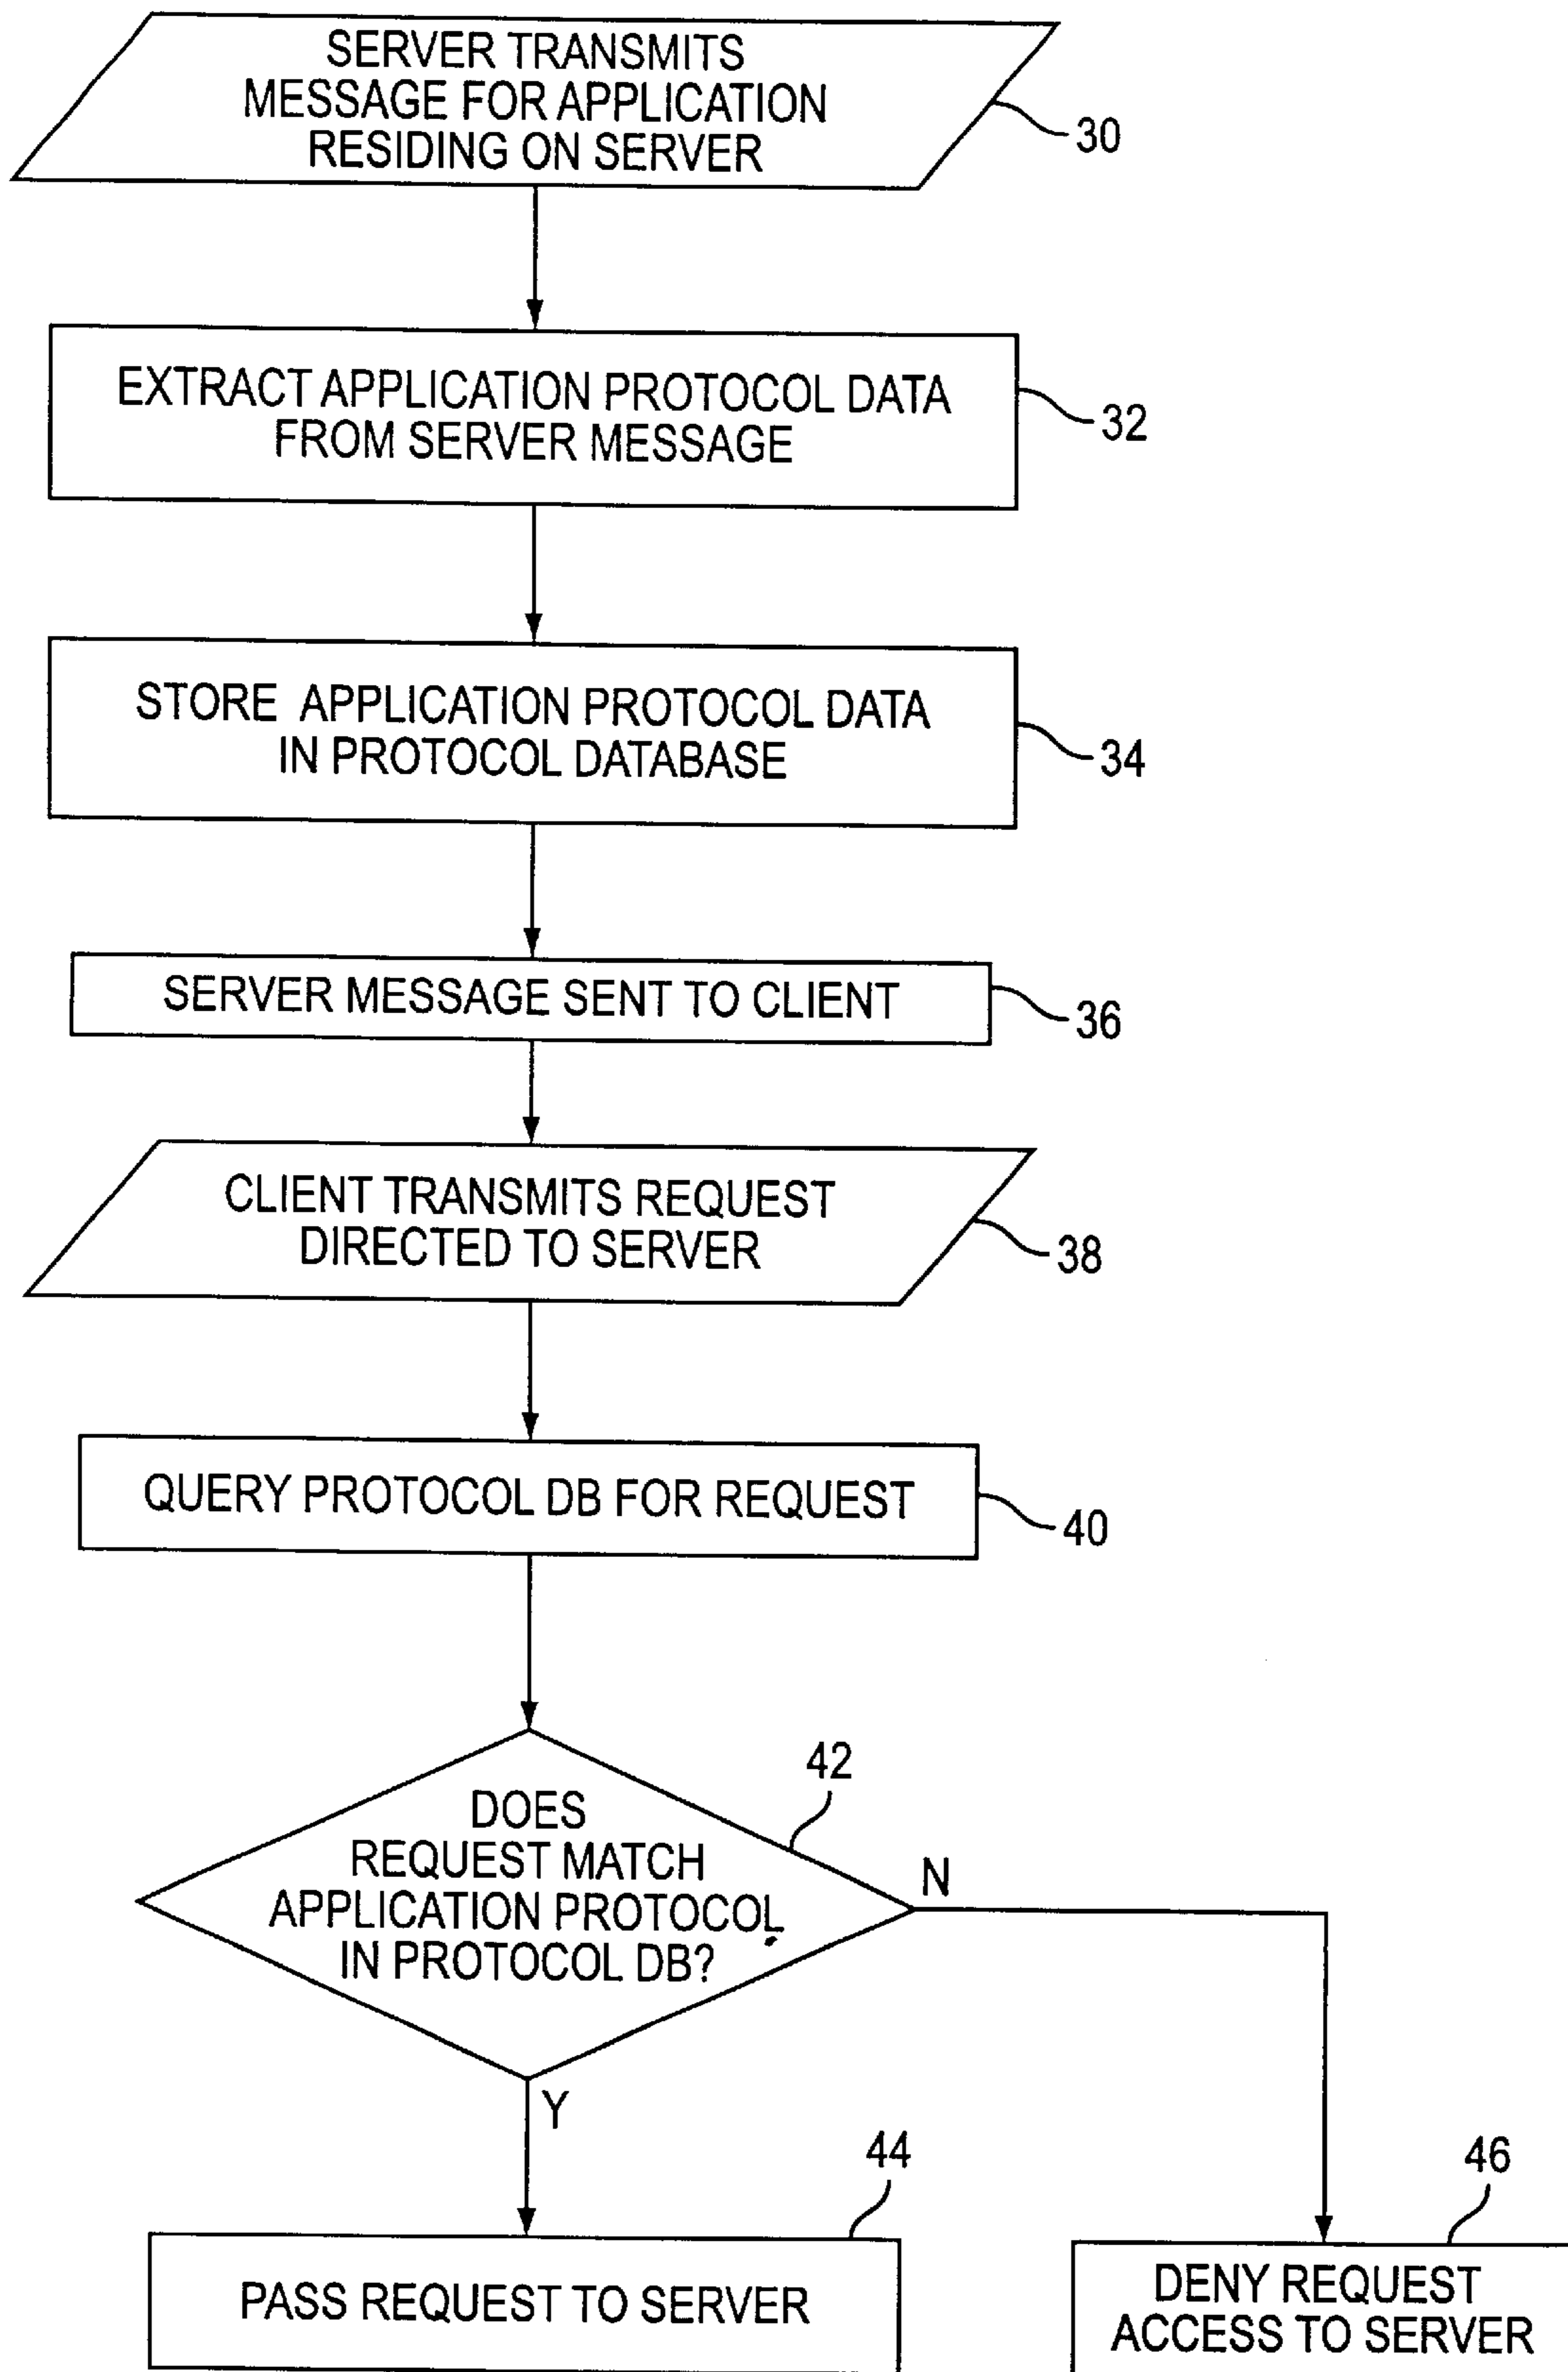 SERVER TRANSMITS
MESSAGE FOR APPLICATION
RESIDING ON SERVER
30
EXTRACT APPLICATION PROTOCOL DATA
FROM SERVER MESSAGE
32
STORE APPLICATION PROTOCOL DATA
IN PROTOCOL DATABASE
34
SERVER MESSAGE SENT TO CLIENT
36
CLIENT TRANSMITS REQUEST
DIRECTED TO SERVER
38
QUERY PROTOCOL DB FOR REQUEST
40
42
DOES
REQUEST MATCH
APPLICATION PROTOCOL
IN PROTOCOL DB?
N
Y
44
PASS REQUEST TO SERVER
46
DENY REQUEST
ACCESS TO SERVER